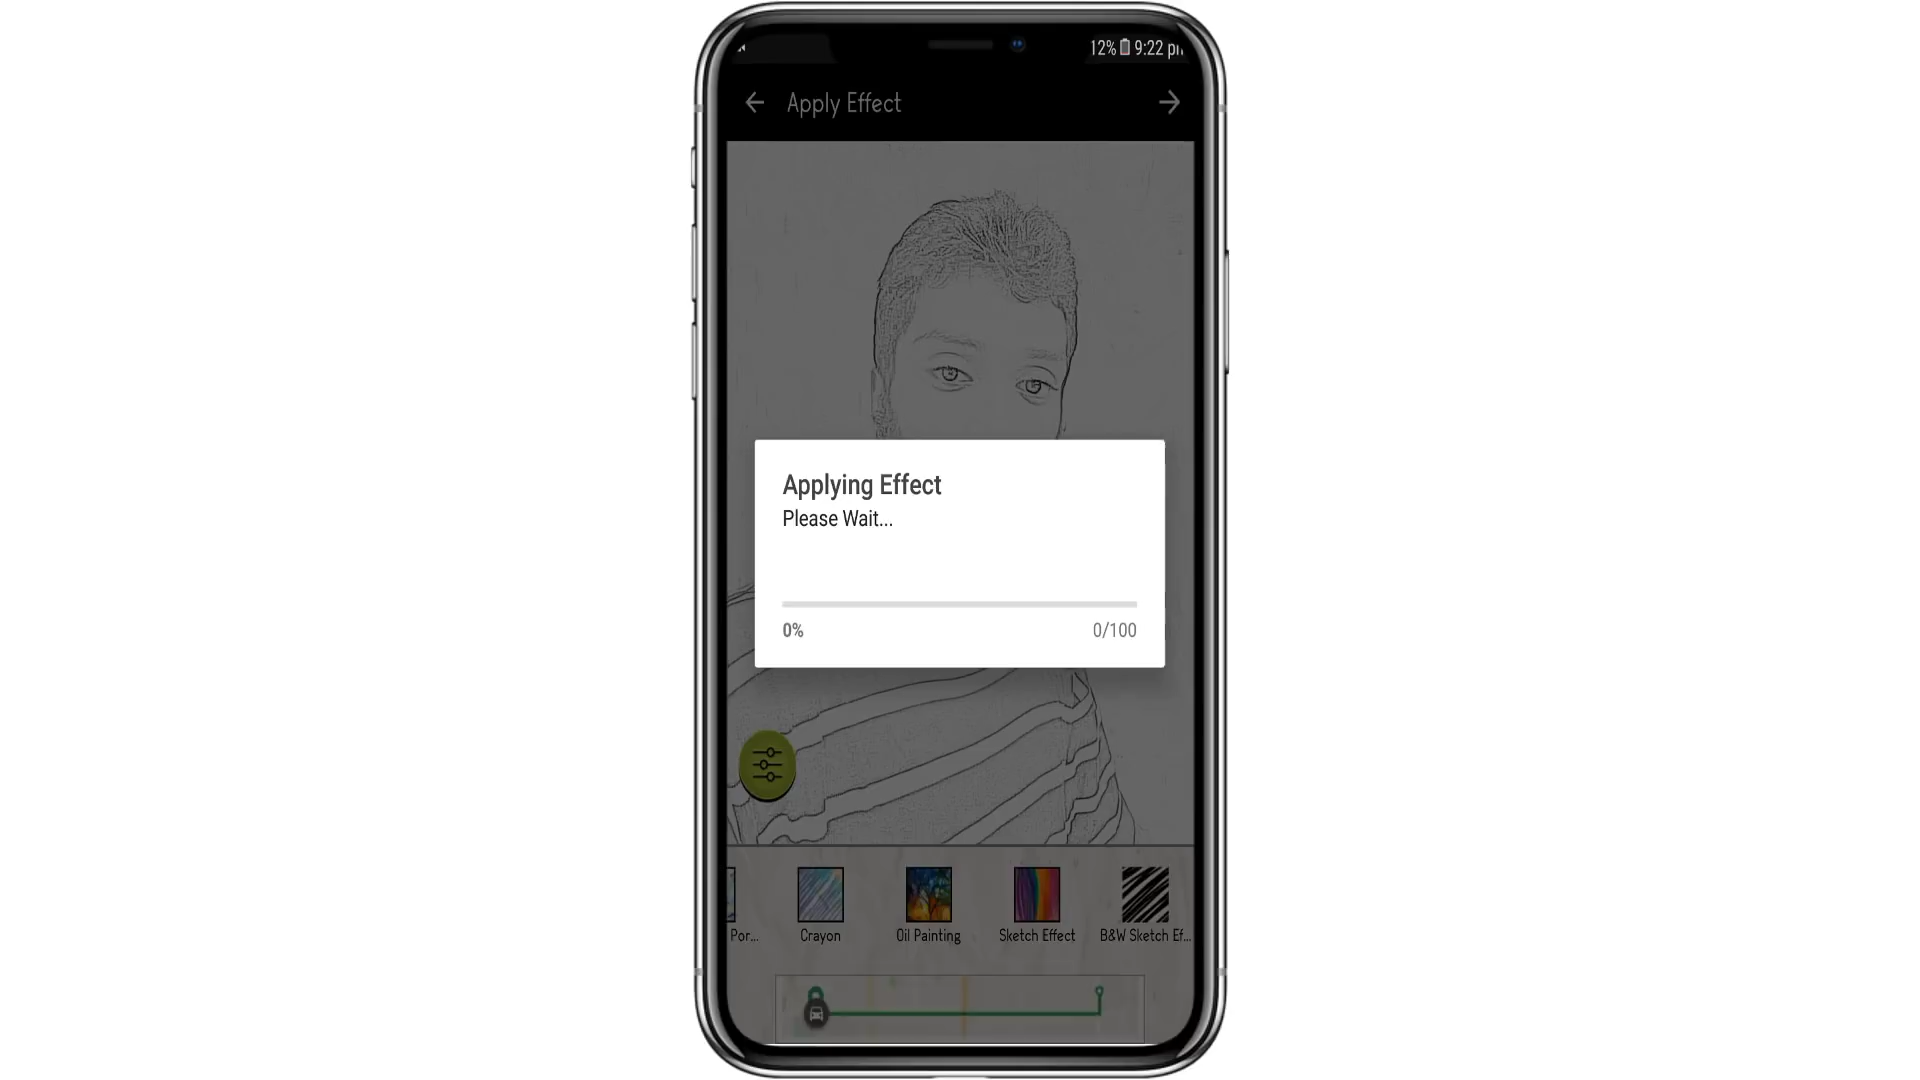 12% 9:22 pm
Apply Effect
Applying Effect
Please Wait...
0% 0/100
Por... Crayon Oil Painting Sketch Effect B&W Sketch Ef...